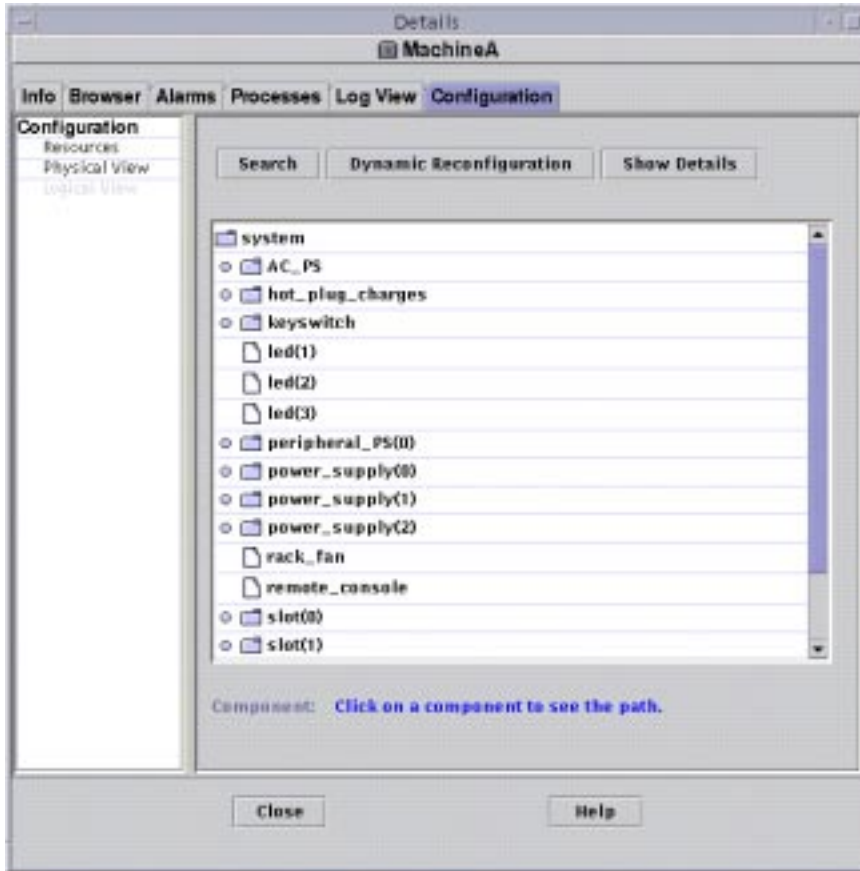 Details
MachineA
Info Browser Alarms Processes Log View Configuration
Configuration
Resources
Physical View
Logical View
Search Dynamic Reconfiguration Show Details
system
AC_PS
hot_plug_charges
keyswitch
led(1)
led(2)
led(3)
peripheral_PS(0)
power_supply(0)
power_supply(1)
power_supply(2)
rack_fan
remote_console
slot(0)
slot(1)
Component: Click on a component to see the path.
Close Help